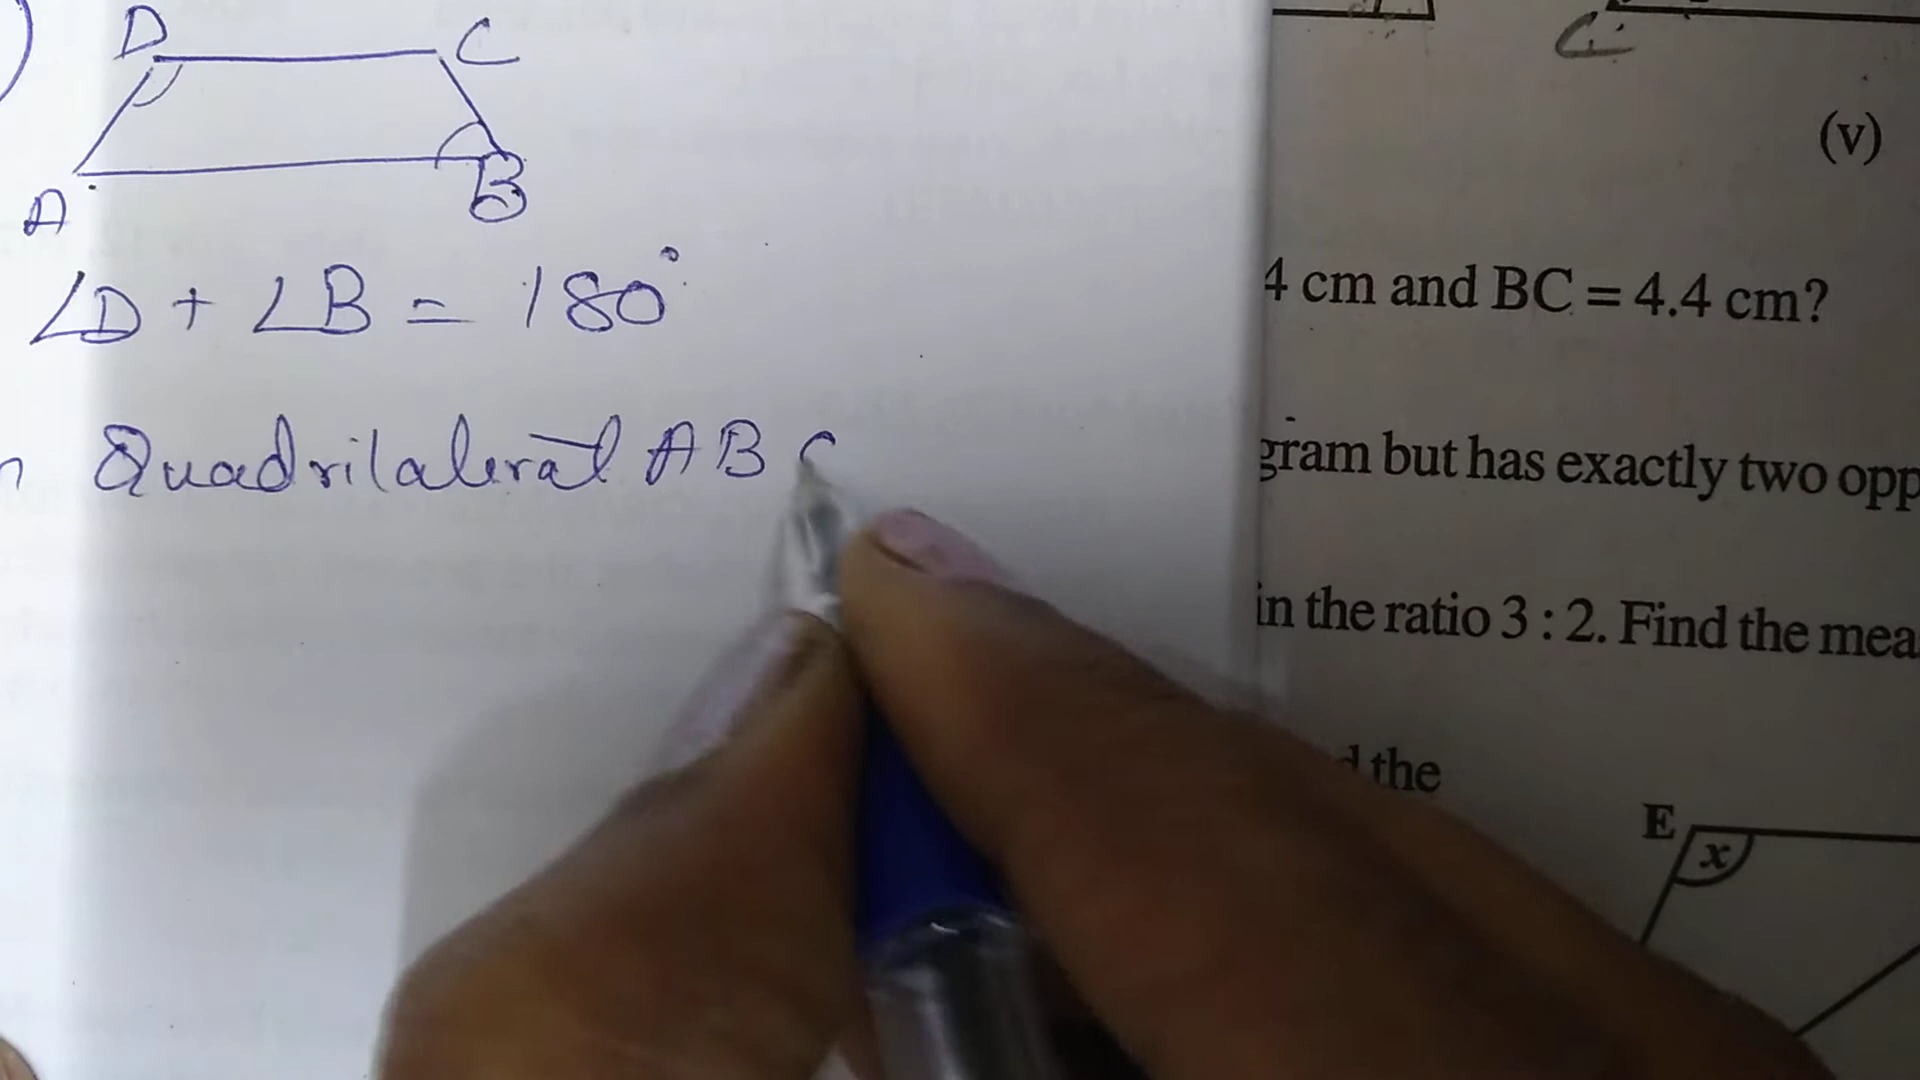 D C
A B
∠D + ∠B = 180°
Quadrilateral A B C
(v)
4 cm and BC = 4.4 cm?
gram but has exactly two opp
in the ratio 3 : 2. Find the mea
the
E
x